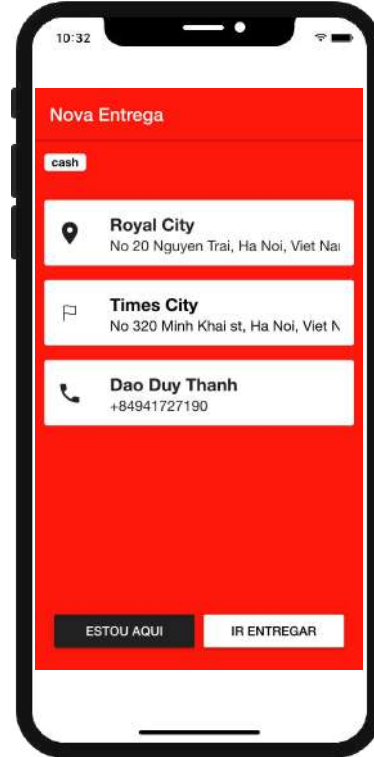 10:32
Nova Entrega
cash
Royal City
No 20 Nguyen Trai, Ha Noi, Viet Nai
Times City
No 320 Minh Khai st, Ha Noi, Viet N
Dao Duy Thanh
+84941727190
ESTOU AQUI
IR ENTREGAR